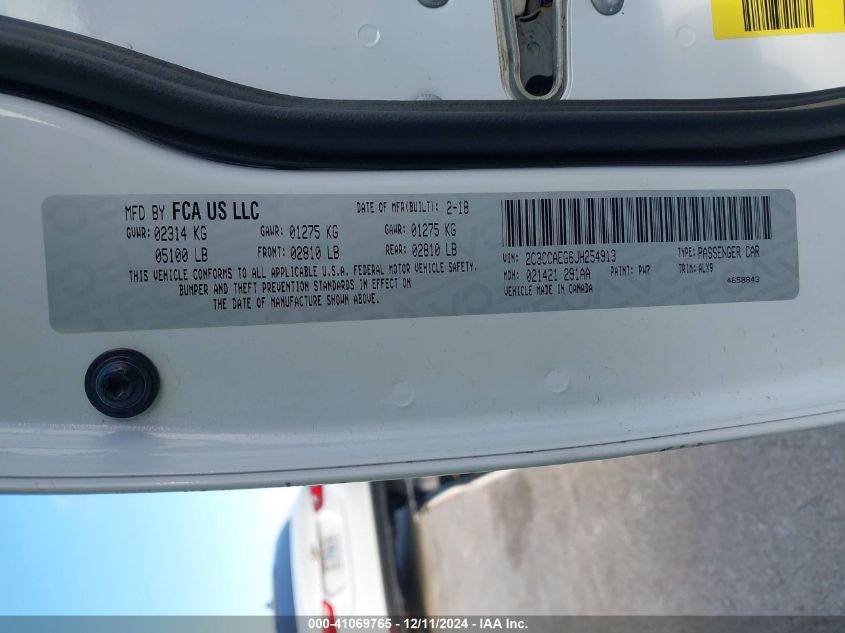 MFD BY FCA US LLC
DATE OF MFR(BUILT): 2-18
GVWR: 02314 KG GAWR: 01275 KG GAWR: 01275 KG
05100 LB FRONT: 02810 LB REAR: 02810 LB
THIS VEHICLE CONFORMS TO ALL APPLICABLE U.S.A. FEDERAL MOTOR VEHICLE SAFETY,
BUMPER AND THEFT PREVENTION STANDARDS IN EFFECT ON
THE DATE OF MANUFACTURE SHOWN ABOVE.
VIN: 2C3CCAEG6JH254913 TYPE: PASSENGER CAR
MDH: 021421 291AA PAINT: PW7 TRIM: ALX9
VEHICLE MADE IN CANADA 4658843
000-41069765 - 12/11/2024 - IAA Inc.